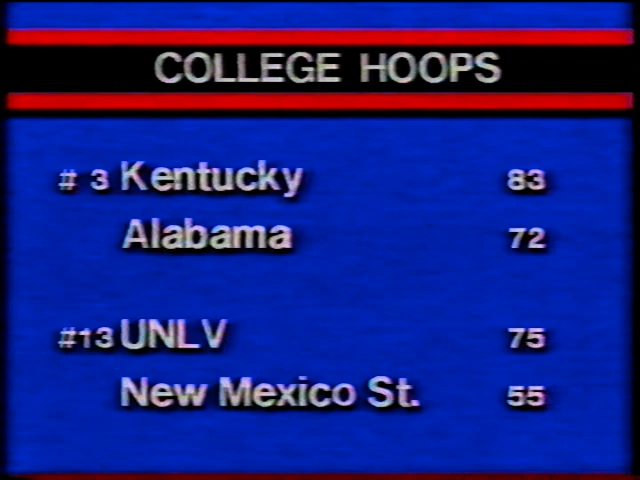 COLLEGE HOOPS
# 3 Kentucky 83
Alabama 72
#13 UNLV 75
New Mexico St. 55